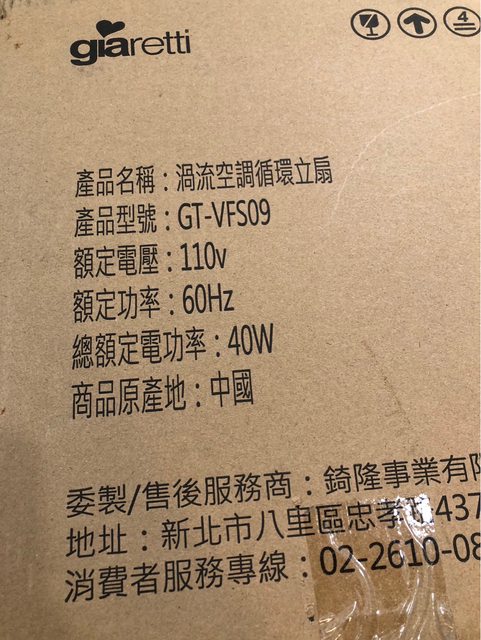 giaretti
4
產品名稱：渦流空調循環立扇
產品型號：GT-VFS09
額定電壓：110v
額定功率：60Hz
總額定電功率：40W
商品原產地：中國
委製/售後服務商：錡隆事業有
地址：新北市八里區忠孝 437
消費者服務專線：02-2610-08